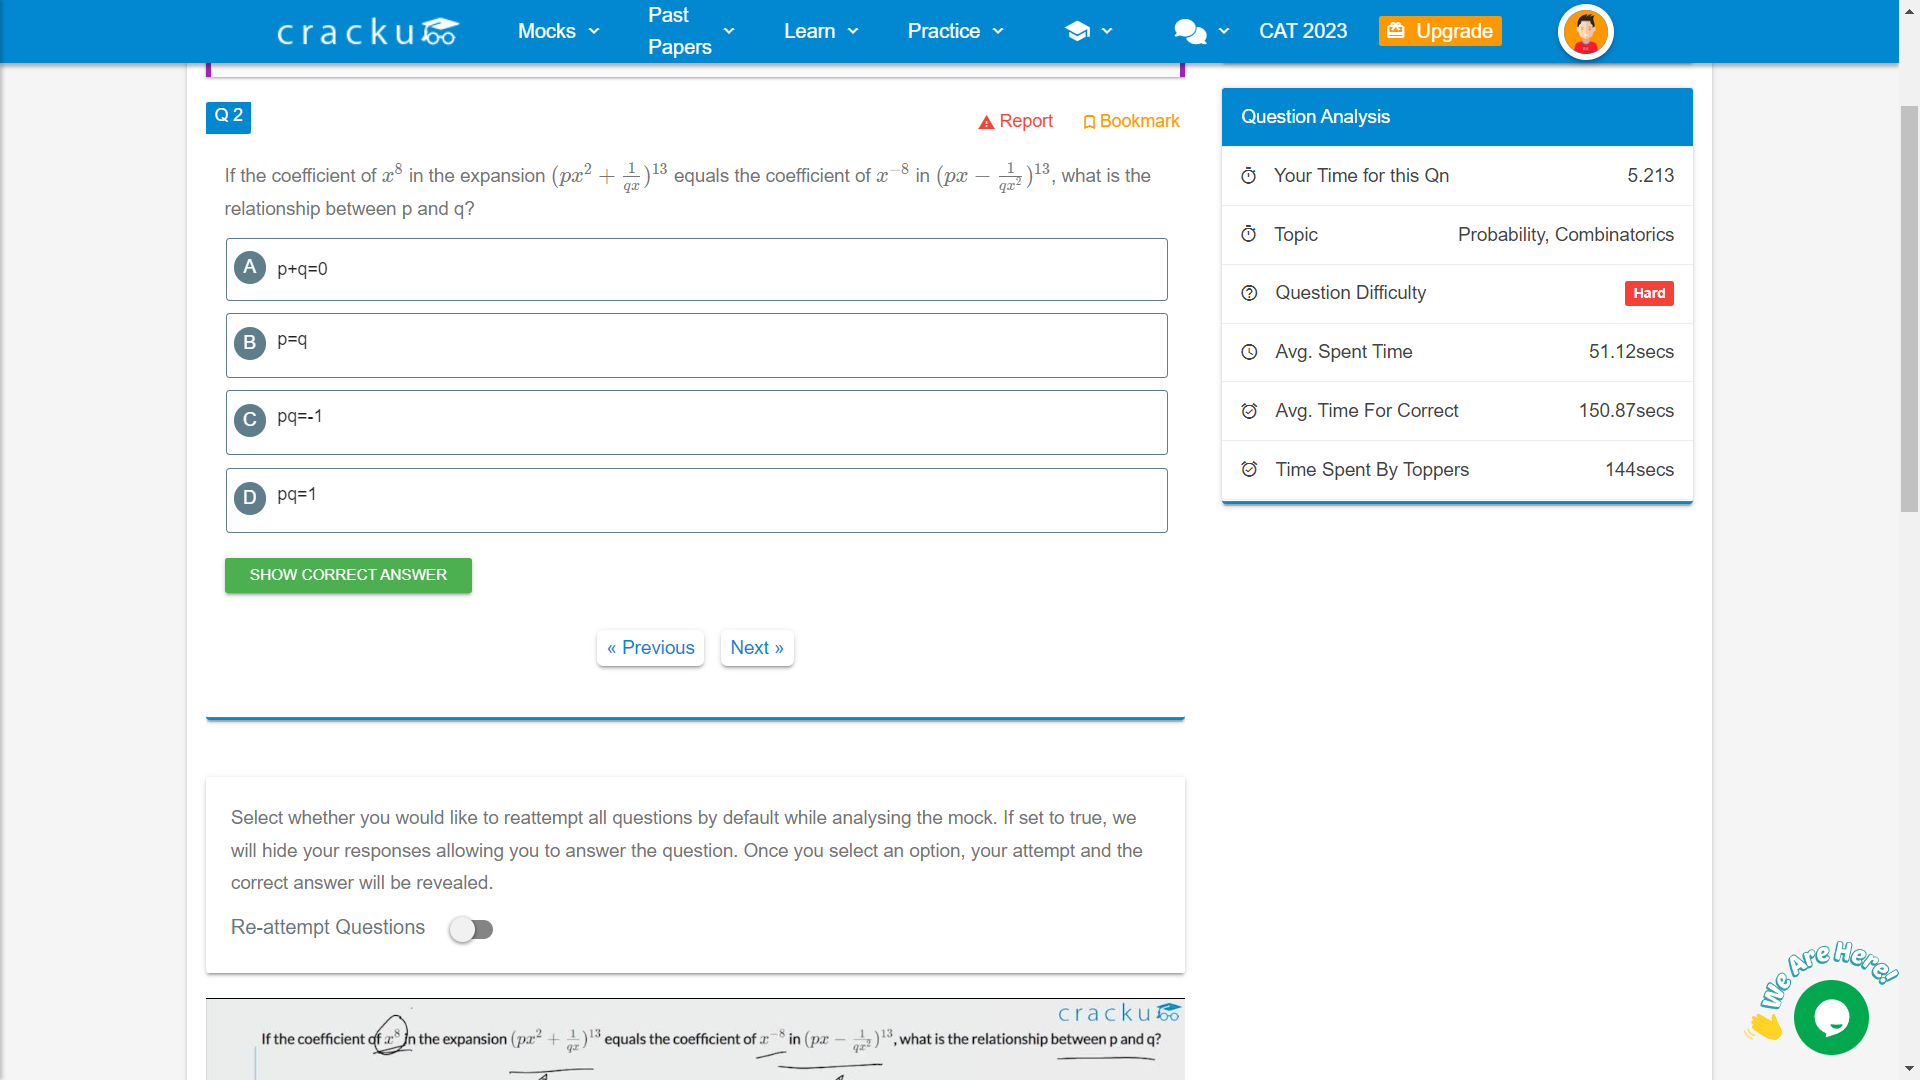 cracku
Mocks
Past Papers
Learn
Practice
CAT 2023
Upgrade
Q 2
Report
Bookmark
If the coefficient of x^8 in the expansion (px^2 + 1/qx)^13 equals the coefficient of x^-8 in (px − 1/qx^2)^13, what is the
relationship between p and q?
A p+q=0
B p=q
C pq=-1
D pq=1
SHOW CORRECT ANSWER
« Previous
Next »
Question Analysis
Your Time for this Qn 5.213
Topic Probability, Combinatorics
Question Difficulty Hard
Avg. Spent Time 51.12secs
Avg. Time For Correct 150.87secs
Time Spent By Toppers 144secs
Select whether you would like to reattempt all questions by default while analysing the mock. If set to true, we
will hide your responses allowing you to answer the question. Once you select an option, your attempt and the
correct answer will be revealed.
Re-attempt Questions
cracku
If the coefficient of x^8 in the expansion (px^2 + 1/qx)^13 equals the coefficient of x^-8 in (px − 1/qx^2)^13, what is the relationship between p and q?
We Are Here!